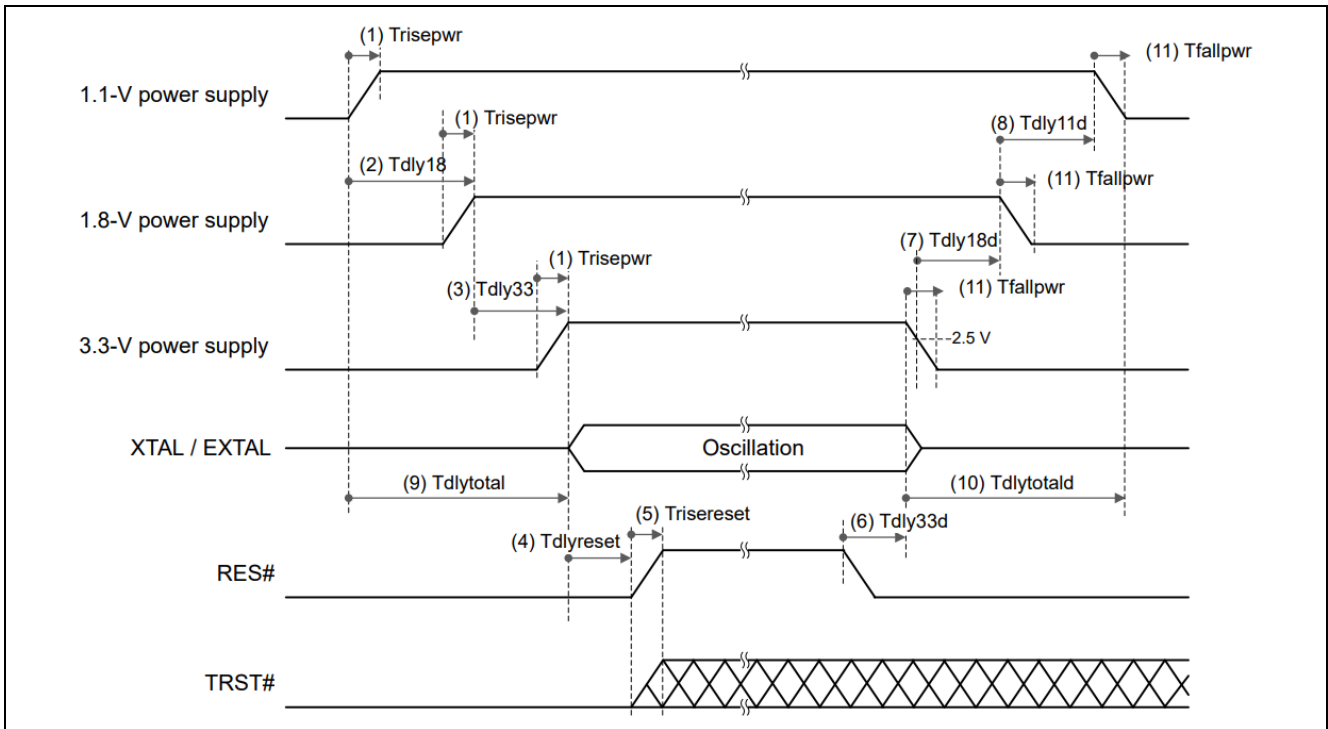 (1) Trisepwr
(11) Tfallpwr
1.1-V power supply
(1) Trisepwr
(8) Tdly11d
(2) Tdly18
(11) Tfallpwr
1.8-V power supply
(7) Tdly18d
(1) Trisepwr
(3) Tdly33
(11) Tfallpwr
3.3-V power supply
2.5 V
XTAL / EXTAL
Oscillation
(9) Tdlytotal
(10) Tdlytotald
(5) Trisereset
(6) Tdly33d
(4) Tdlyreset
RES#
TRST#